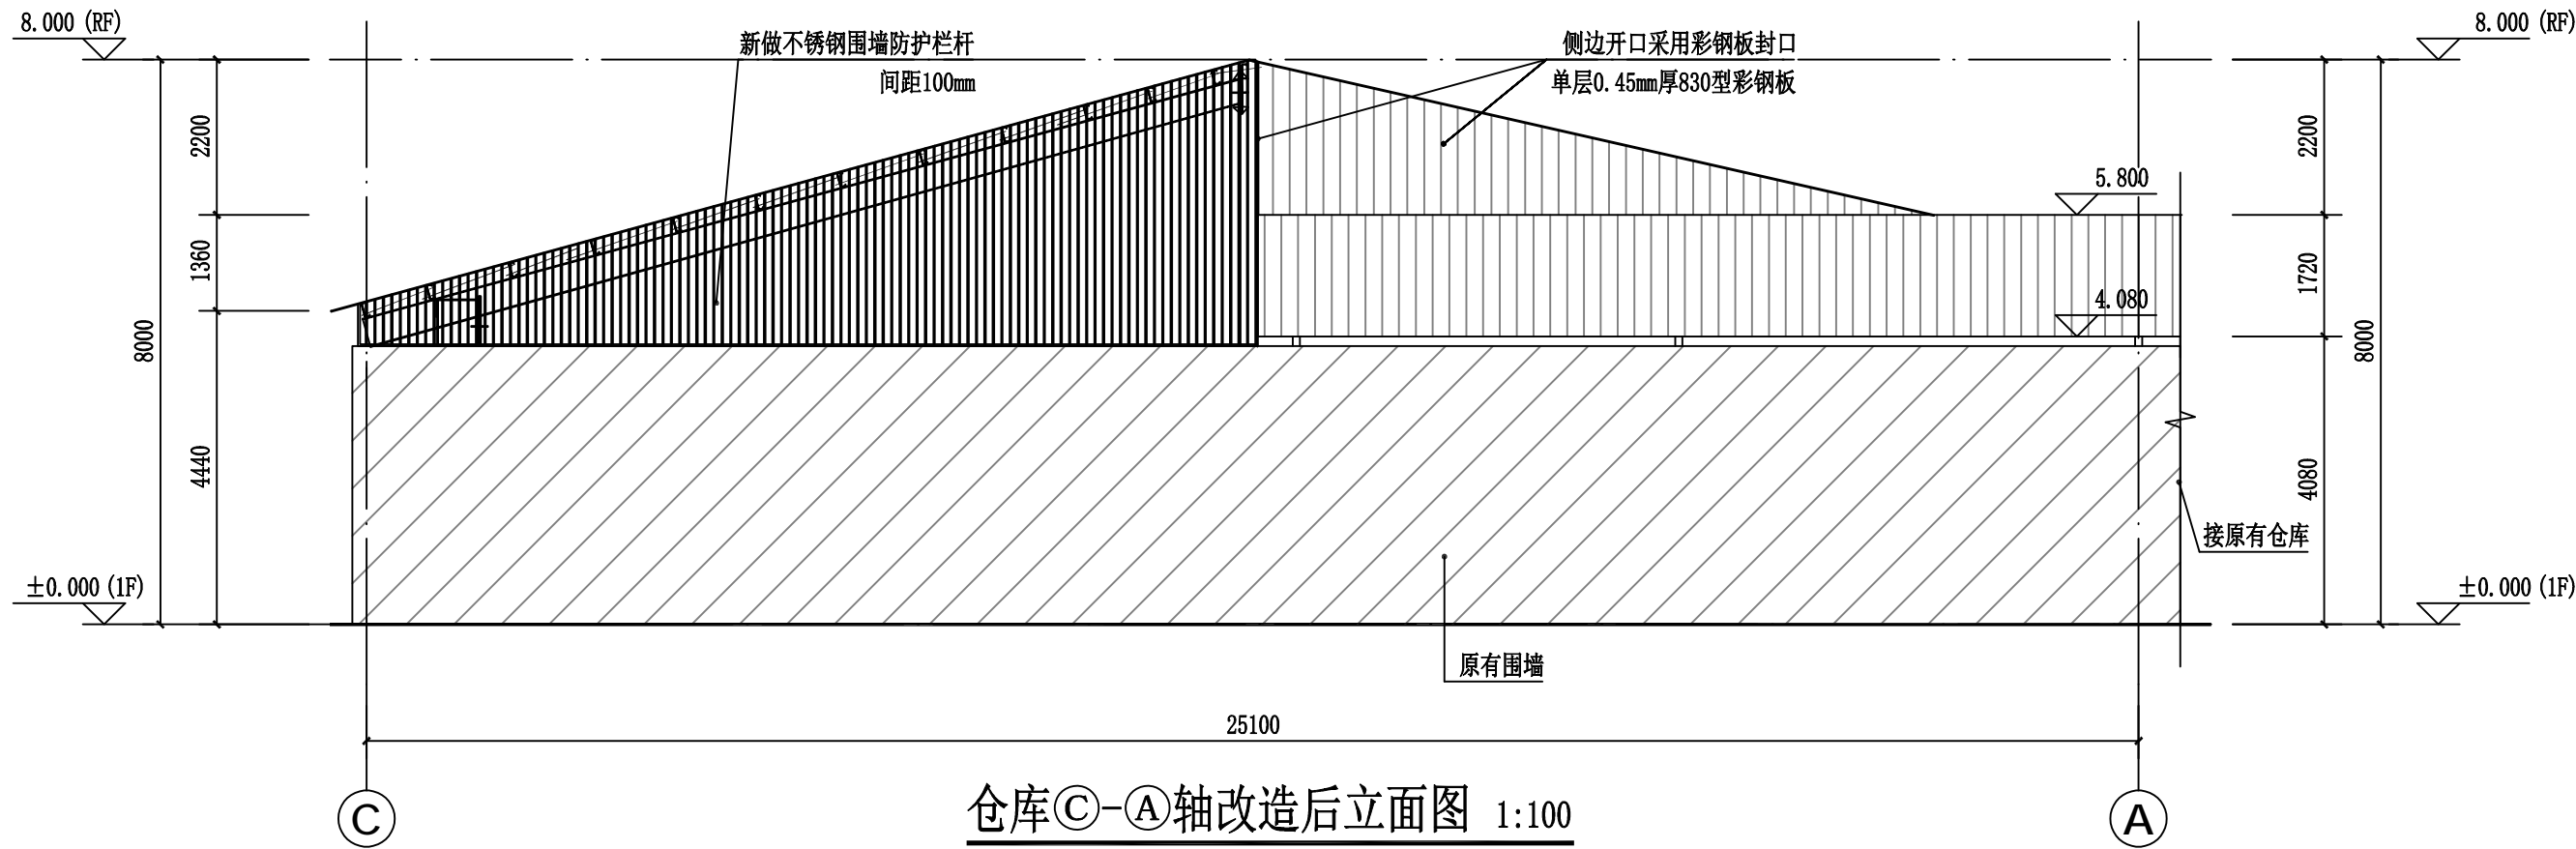 8.000 (RF)
新做不锈钢围墙防护栏杆
间距100mm
侧边开口采用彩钢板封口
单层0.45mm厚830型彩钢板
8.000 (RF)
2200
1360
4440
8000
5.800
4.080
2200
1720
4080
8000
接原有仓库
±0.000 (1F)
±0.000 (1F)
原有围墙
25100
C
A
仓库Ⓒ-Ⓐ轴改造后立面图 1:100